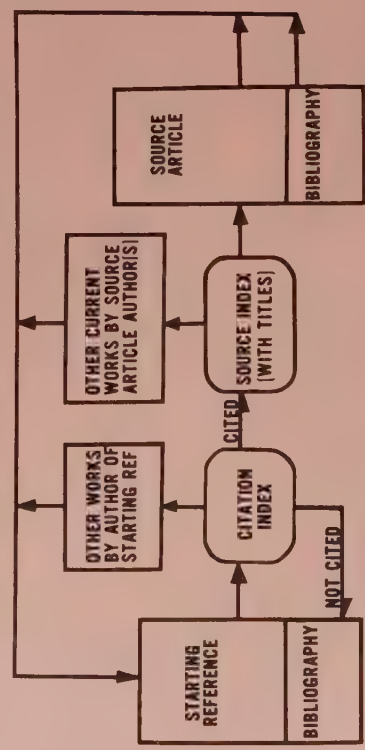 STARTING
REFERENCE
BIBLIOGRAPHY
NOT CITED
CITATION
INDEX
OTHER WORKS
BY AUTHOR OF
STARTING REF
CITED
SOURCE INDEX
(WITH TITLES)
OTHER CURRENT
WORKS BY SOURCE
ARTICLE AUTHOR(S)
SOURCE
ARTICLE
BIBLIOGRAPHY